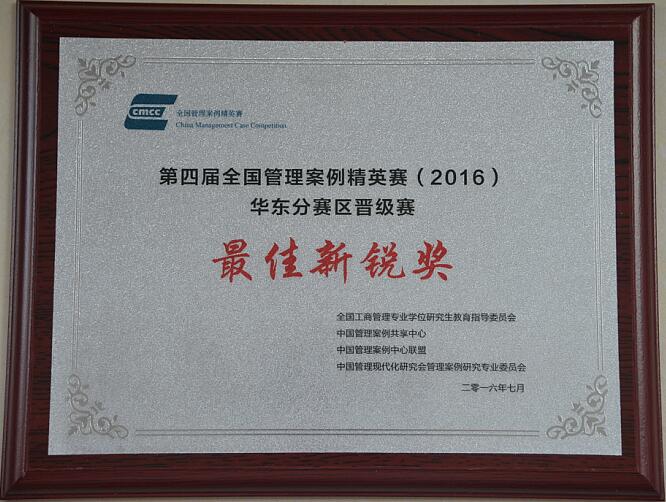 cmcc
全国管理案例精英赛
China Management Case Competition
第四届全国管理案例精英赛（2016）
华东分赛区晋级赛
最佳新锐奖
全国工商管理专业学位研究生教育指导委员会
中国管理案例共享中心
中国管理案例中心联盟
中国管理现代化研究会管理案例研究专业委员会
二零一六年七月